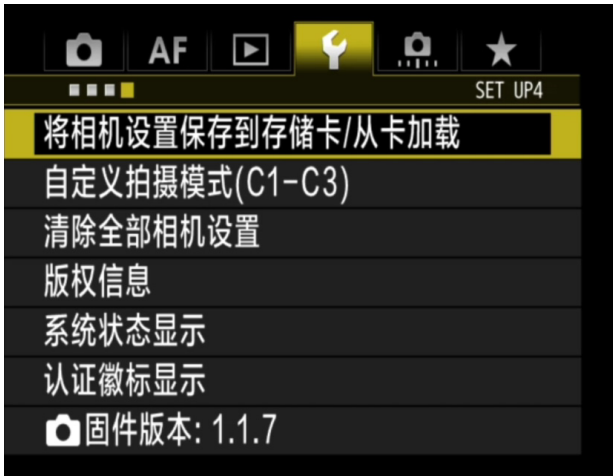 AF
SET UP4
将相机设置保存到存储卡/从卡加载
自定义拍摄模式(C1-C3)
清除全部相机设置
版权信息
系统状态显示
认证徽标显示
固件版本: 1.1.7